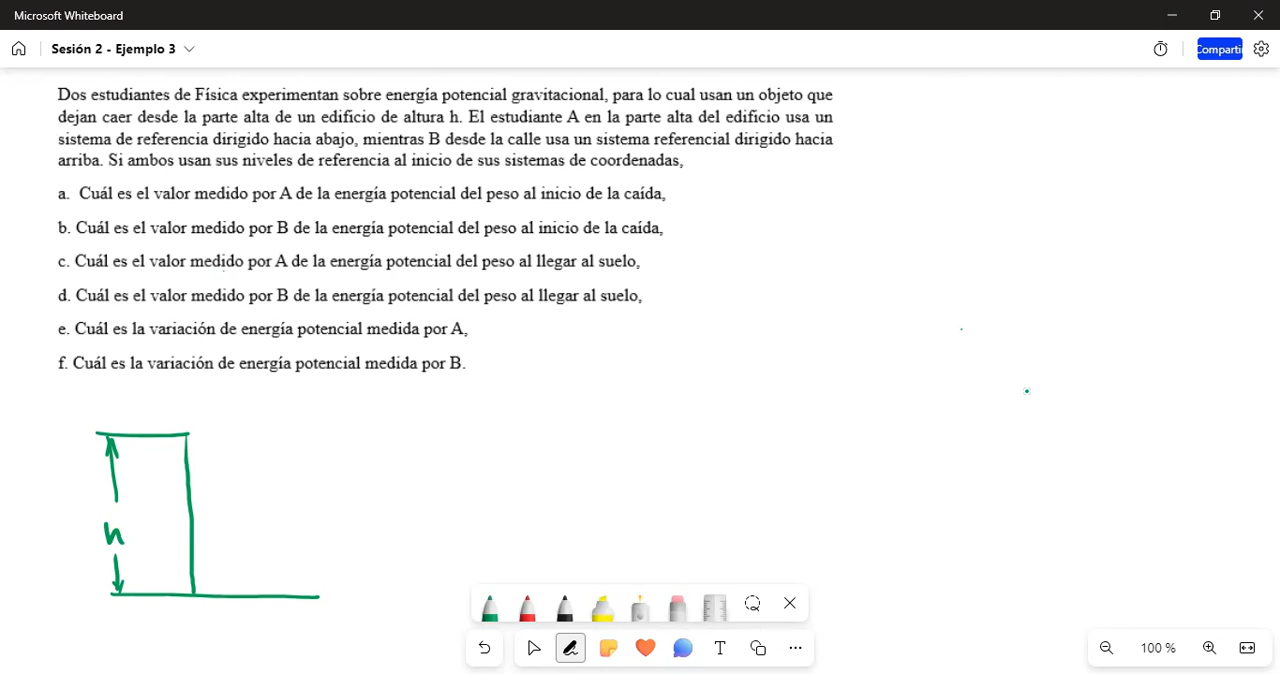 Microsoft Whiteboard
Sesión 2 - Ejemplo 3
Comparti
Dos estudiantes de Física experimentan sobre energía potencial gravitacional, para lo cual usan un objeto que
dejan caer desde la parte alta de un edificio de altura h. El estudiante A en la parte alta del edificio usa un
sistema de referencia dirigido hacia abajo, mientras B desde la calle usa un sistema referencial dirigido hacia
arriba. Si ambos usan sus niveles de referencia al inicio de sus sistemas de coordenadas,
a. Cuál es el valor medido por A de la energía potencial del peso al inicio de la caída,
b. Cuál es el valor medido por B de la energía potencial del peso al inicio de la caída,
c. Cuál es el valor medido por A de la energía potencial del peso al llegar al suelo,
d. Cuál es el valor medido por B de la energía potencial del peso al llegar al suelo,
e. Cuál es la variación de energía potencial medida por A,
f. Cuál es la variación de energía potencial medida por B.
h
100 %